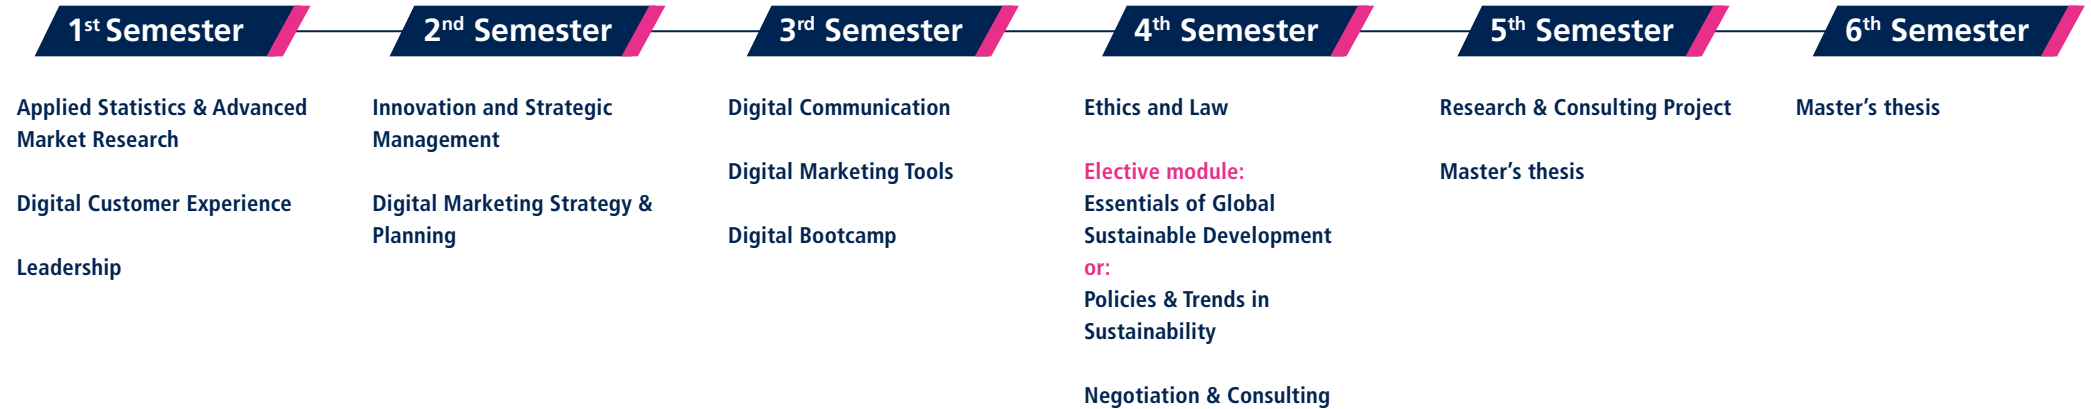 1st Semester
Applied Statistics & Advanced
Market Research
Digital Customer Experience
Leadership
2nd Semester
Innovation and Strategic
Management
Digital Marketing Strategy &
Planning
3rd Semester
Digital Communication
Digital Marketing Tools
Digital Bootcamp
4th Semester
Ethics and Law
Elective module:
Essentials of Global
Sustainable Development
or:
Policies & Trends in
Sustainability
Negotiation & Consulting
5th Semester
Research & Consulting Project
Master’s thesis
6th Semester
Master’s thesis